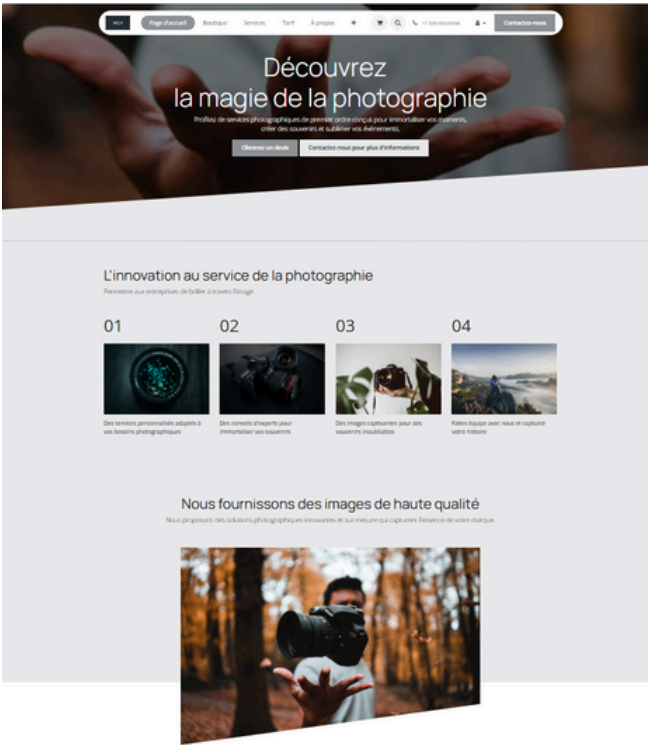 Page d'accueil Boutique Services Tarif À propos + +1 555-555-5556 Contactez-nous
Découvrez
la magie de la photographie
Profitez de services photographiques de premier ordre conçus pour immortaliser vos moments,
créer des souvenirs et sublimer vos événements.
Obtenez un devis Contactez-nous pour plus d'informations
L'innovation au service de la photographie
Permettre aux entreprises de briller à travers l'image
01 02 03 04
Des services personnalisés adaptés à
vos besoins photographiques
Des conseils d'experts pour
immortaliser vos souvenirs
Des images captivantes pour des
souvenirs inoubliables
Faites équipe avec nous et capturez
votre histoire
Nous fournissons des images de haute qualité
Nous proposons des solutions photographiques innovantes et sur mesure qui capturent l'essence de votre marque.